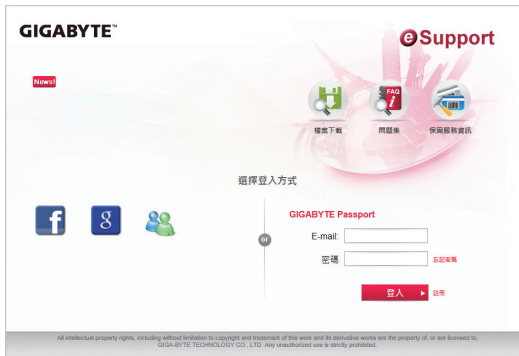 GIGABYTE™
eSupport
News!
FAQ
檔案下載
問題集
保固服務資訊
選擇登入方式
GIGABYTE Passport
or
E-mail:
密碼
忘記密碼
登入
註冊
All intellectual property rights, including without limitation to copyright and trademark of this work and its derivative works are the property of, or are licensed to,
GIGA-BYTE TECHNOLOGY CO., LTD. Any unauthorized use is strictly prohibited.